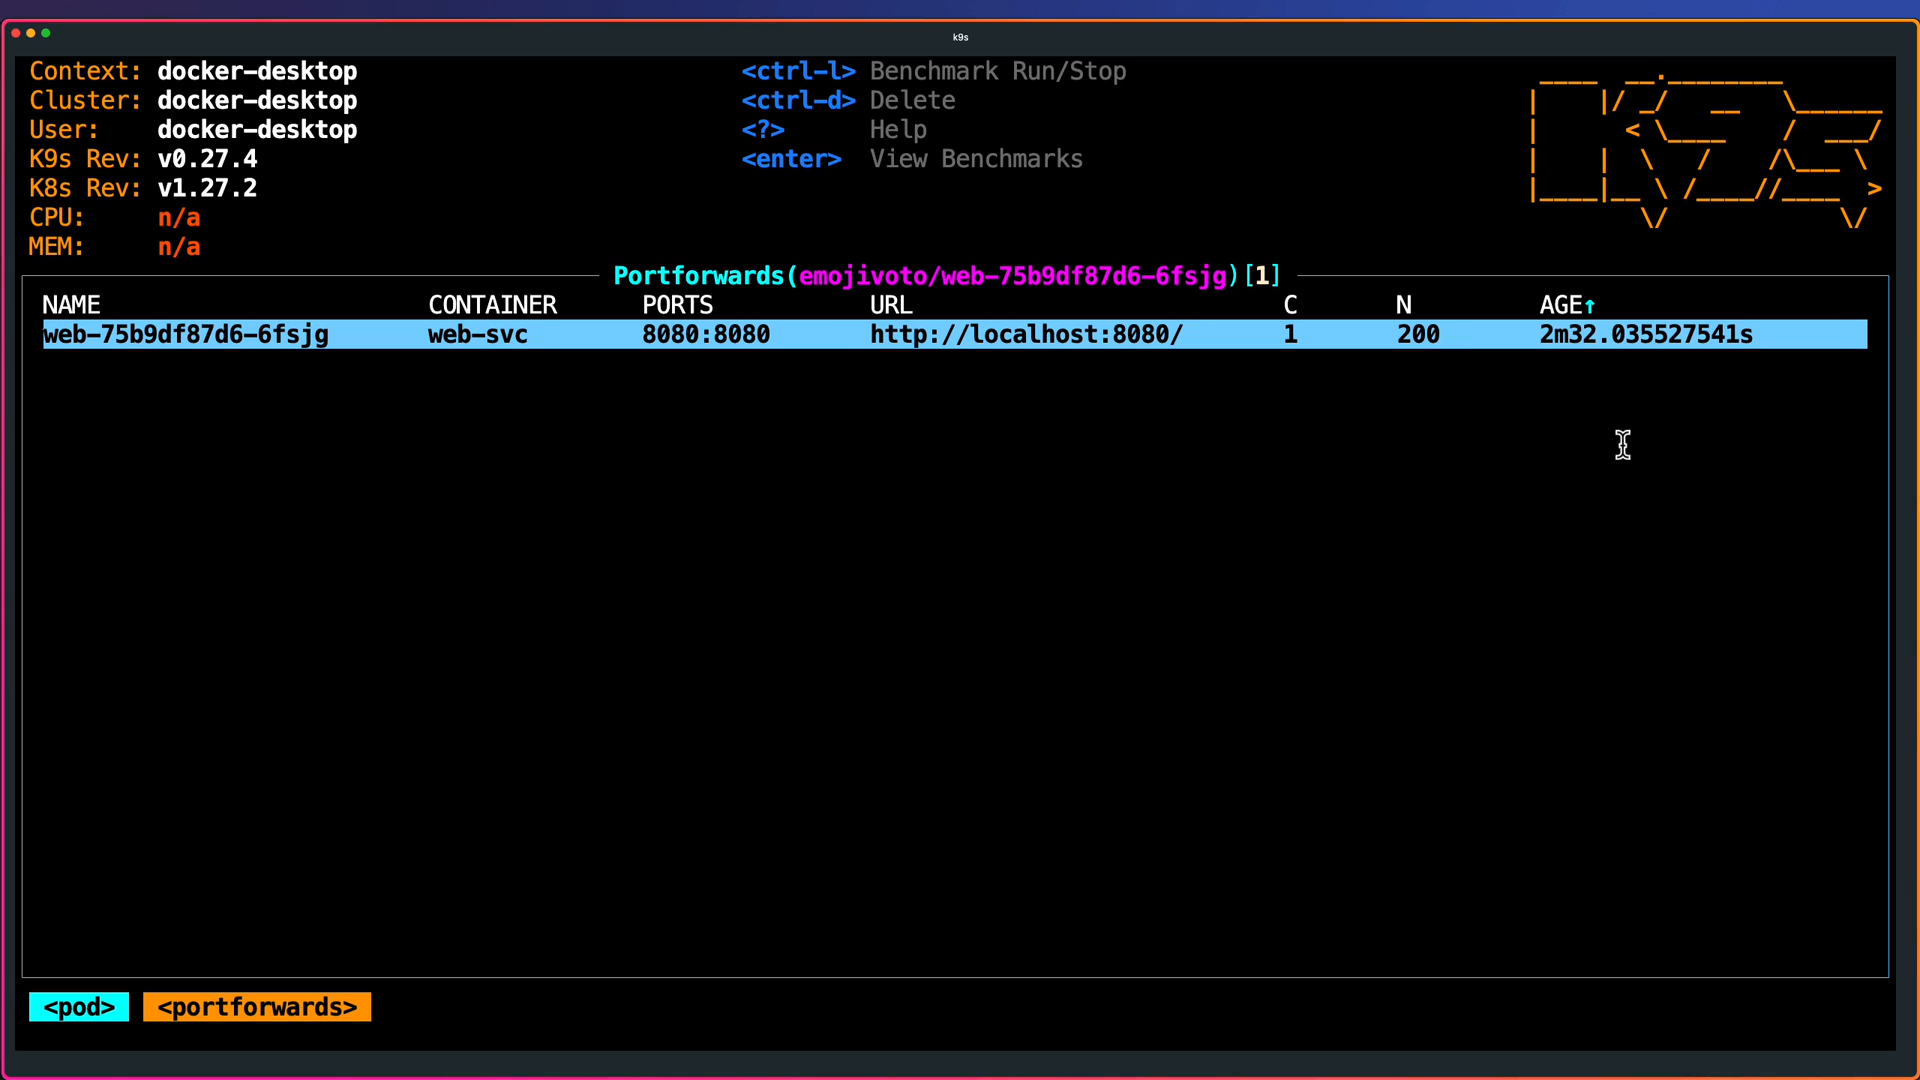 k9s
Context: docker-desktop <ctrl-l> Benchmark Run/Stop
Cluster: docker-desktop <ctrl-d> Delete
User: docker-desktop <?> Help
K9s Rev: v0.27.4 <enter> View Benchmarks
K8s Rev: v1.27.2
CPU: n/a
MEM: n/a
Portforwards(emojivoto/web-75b9df87d6-6fsjg)[1]
NAME CONTAINER PORTS URL C N AGE↑
web-75b9df87d6-6fsjg web-svc 8080:8080 http://localhost:8080/ 1 200 2m32.035527541s
<pod> <portforwards>